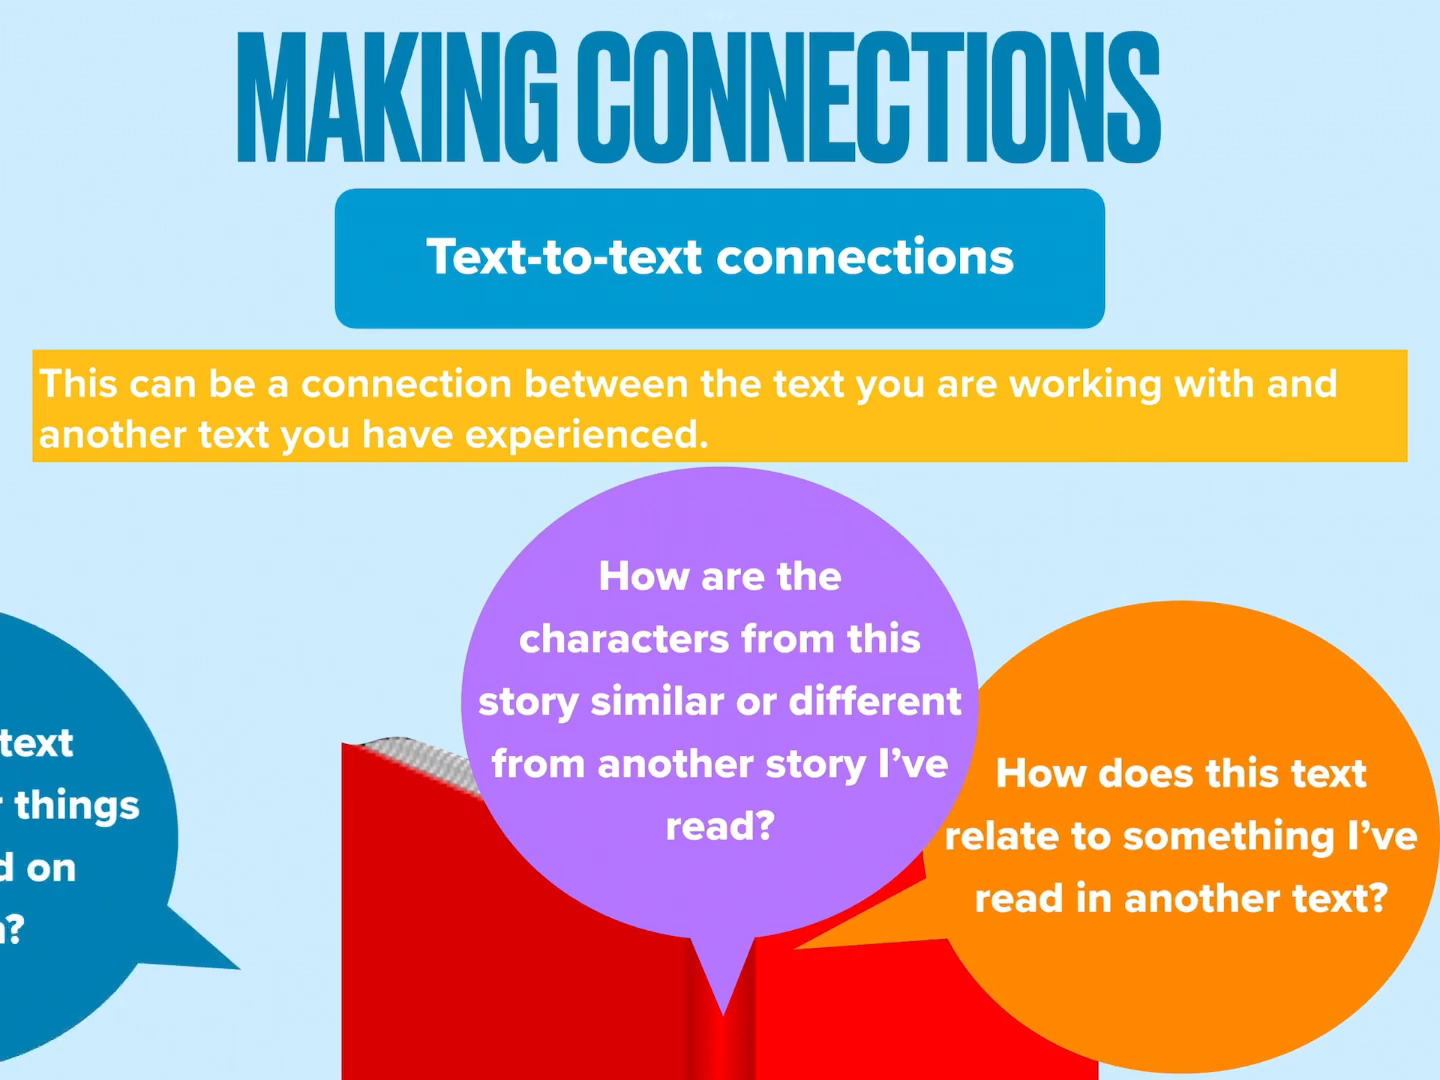 MAKING CONNECTIONS
Text-to-text connections
This can be a connection between the text you are working with and
another text you have experienced.
text
things
on
How are the
characters from this
story similar or different
from another story I’ve
read?
How does this text
relate to something I’ve
read in another text?